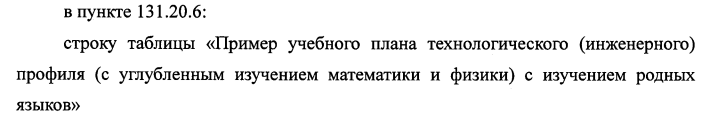 в пункте 131.20.6:
строку таблицы «Пример учебного плана технологического (инженерного)
профиля (с углубленным изучением математики и физики) с изучением родных
языков»